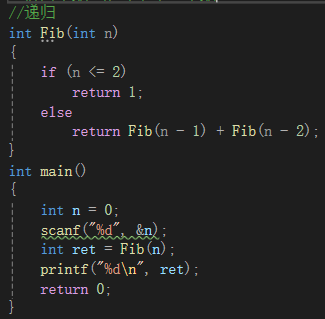 //递归
int Fib(int n)
{
if (n <= 2)
return 1;
else
return Fib(n - 1) + Fib(n - 2);
}
int main()
{
int n = 0;
scanf("%d", &n);
int ret = Fib(n);
printf("%d\n", ret);
return 0;
}